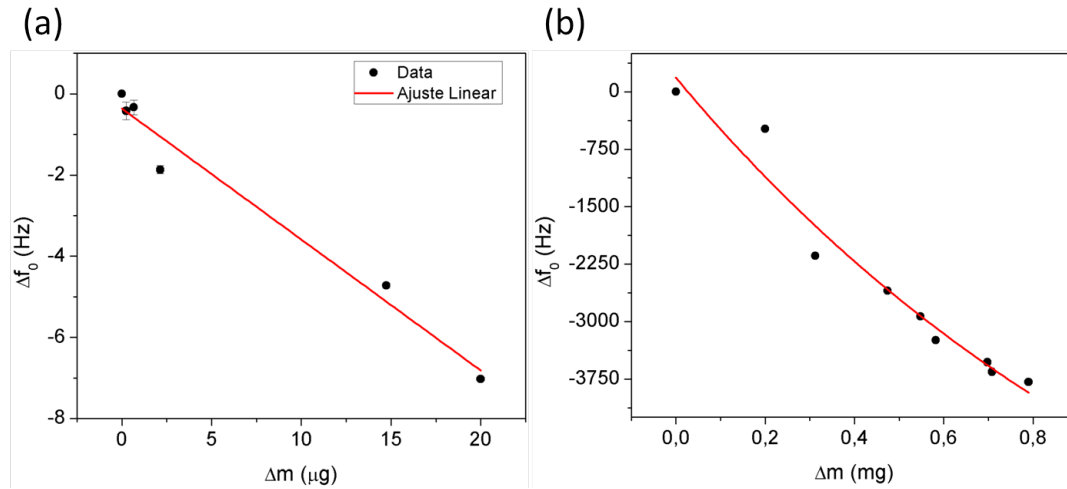 (a)
0
-2
-4
-6
-8
Δf₀ (Hz)
Data
Ajuste Linear
0
5
10
15
20
Δm (μg)
(b)
0
-750
-1500
-2250
-3000
-3750
Δf₀ (Hz)
0,0
0,2
0,4
0,6
0,8
Δm (mg)